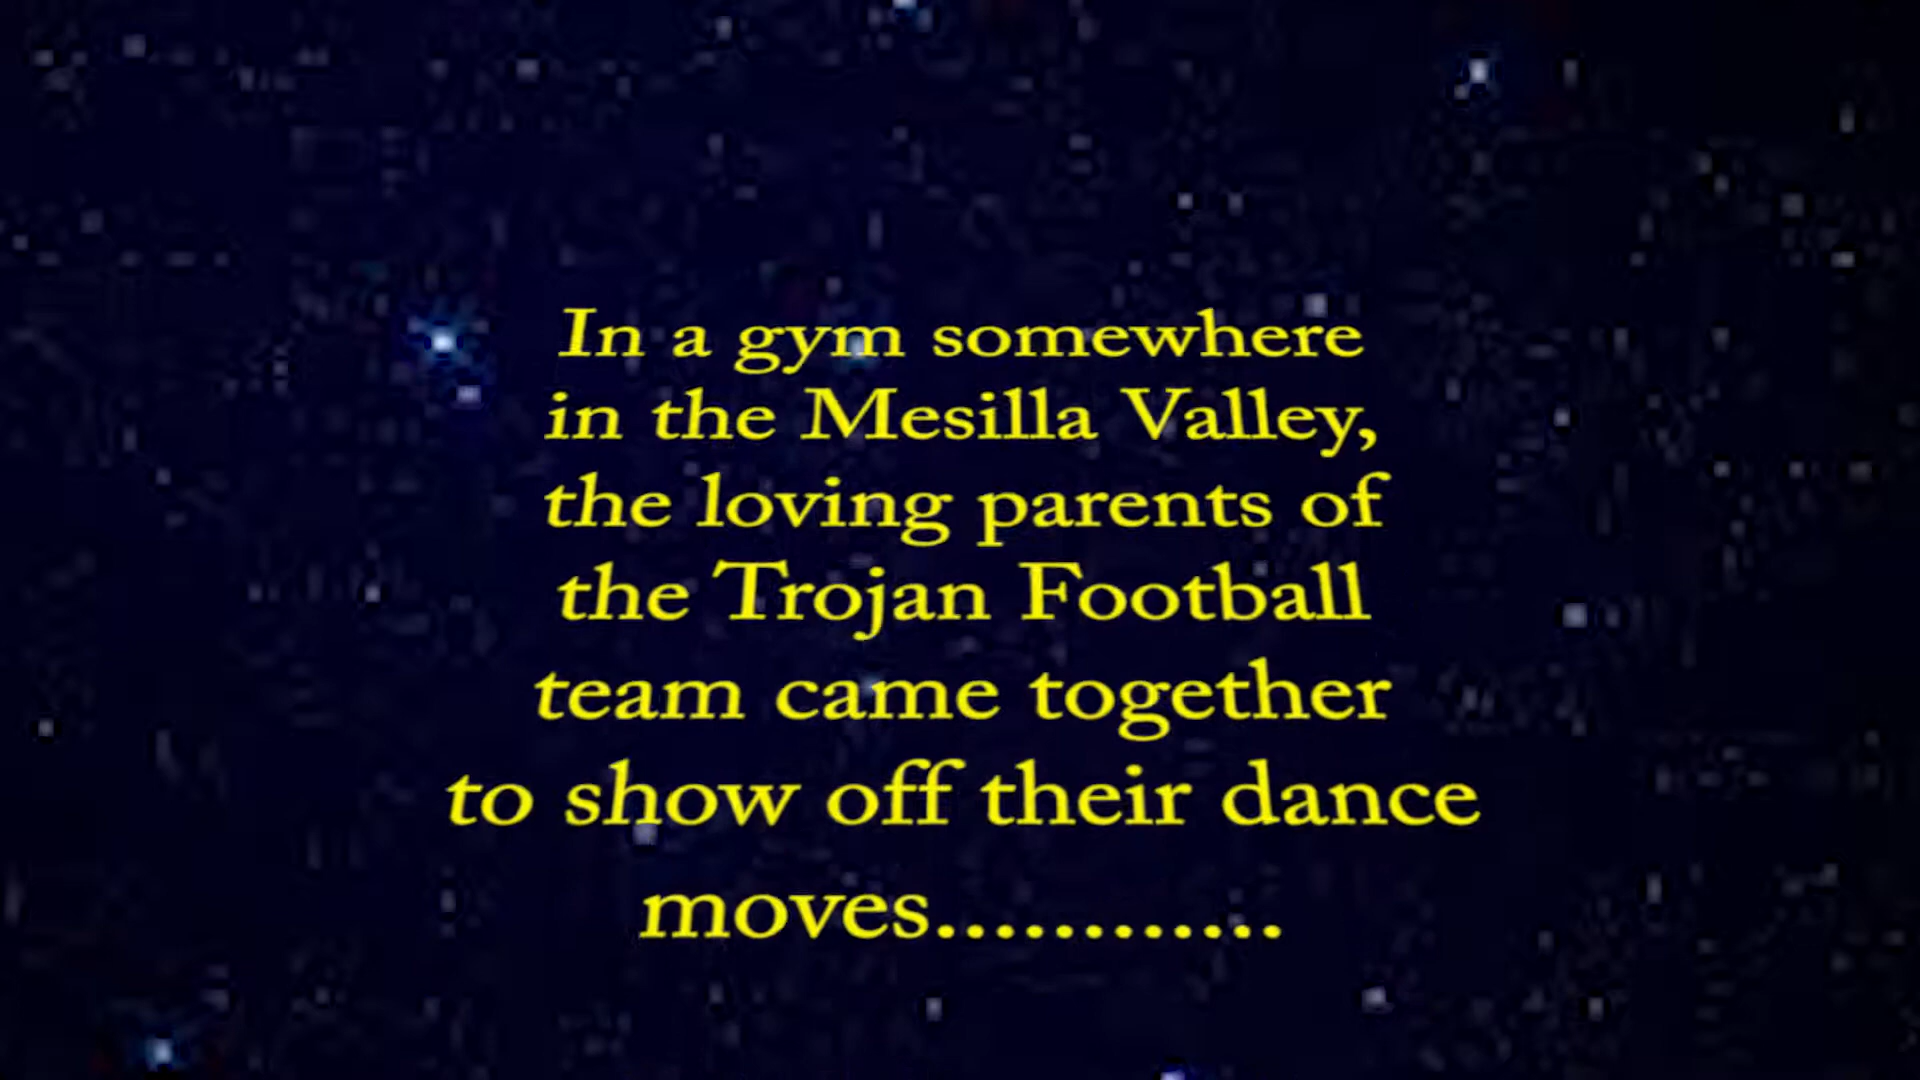 In a gym somewhere
in the Mesilla Valley,
the loving parents of
the Trojan Football
team came together
to show off their dance
moves............